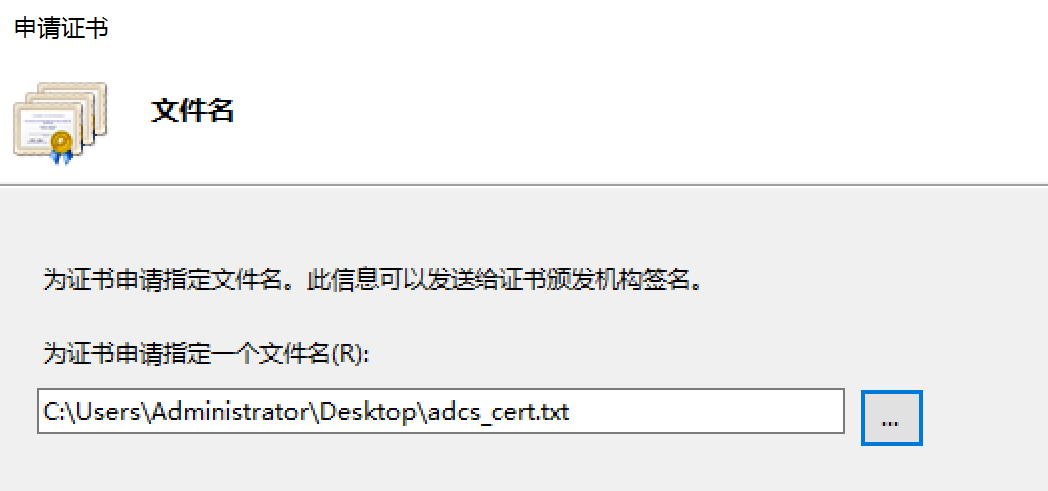 申请证书
文件名
为证书申请指定文件名。此信息可以发送给证书颁发机构签名。
为证书申请指定一个文件名(R):
C:\Users\Administrator\Desktop\adcs_cert.txt
...